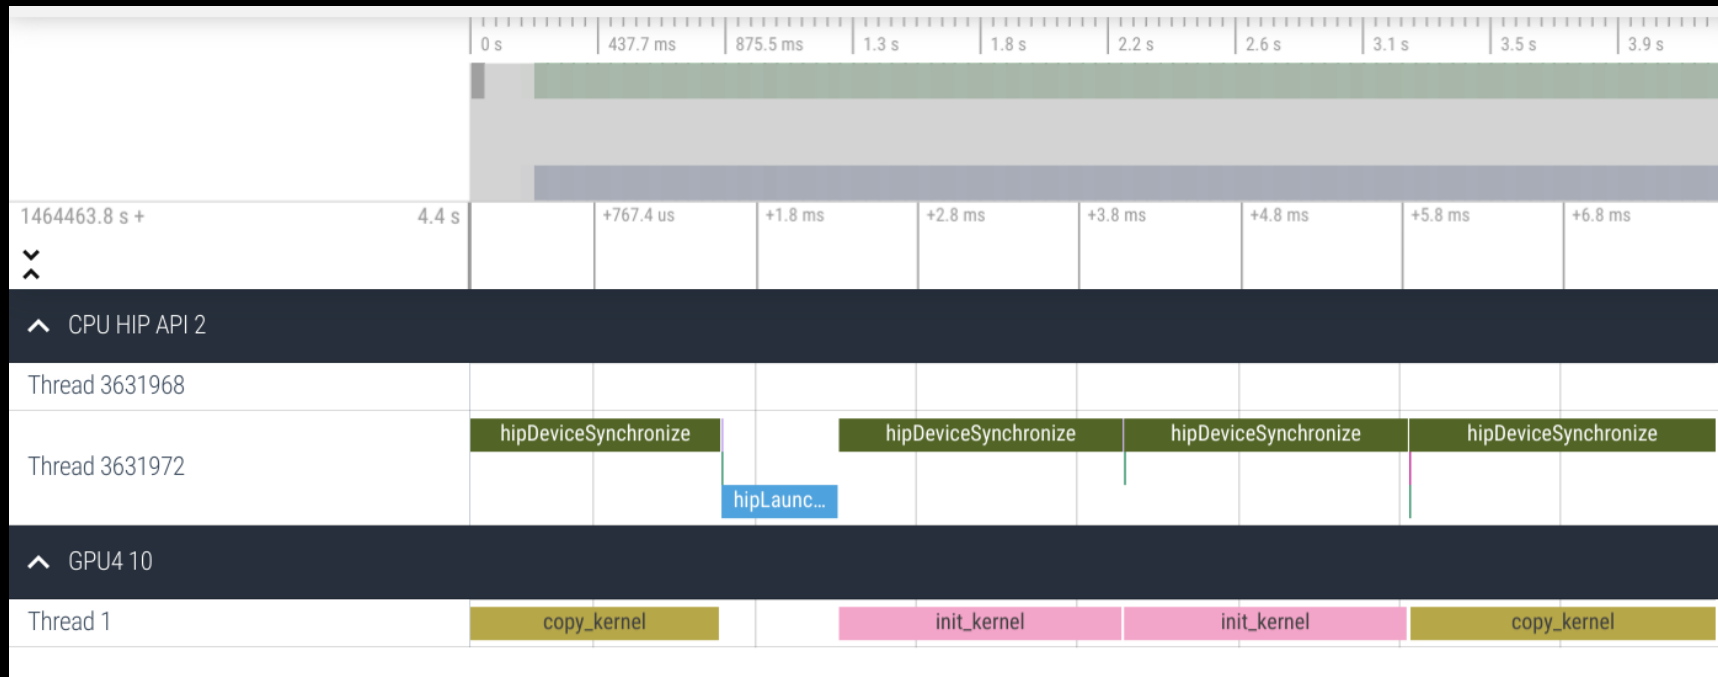 0 s 437.7 ms 875.5 ms 1.3 s 1.8 s 2.2 s 2.6 s 3.1 s 3.5 s 3.9 s
1464463.8 s + 4.4 s +767.4 us +1.8 ms +2.8 ms +3.8 ms +4.8 ms +5.8 ms +6.8 ms
CPU HIP API 2
Thread 3631968
hipDeviceSynchronize hipDeviceSynchronize hipDeviceSynchronize hipDeviceSynchronize
Thread 3631972
hipLaunc...
GPU4 10
Thread 1 copy_kernel init_kernel init_kernel copy_kernel